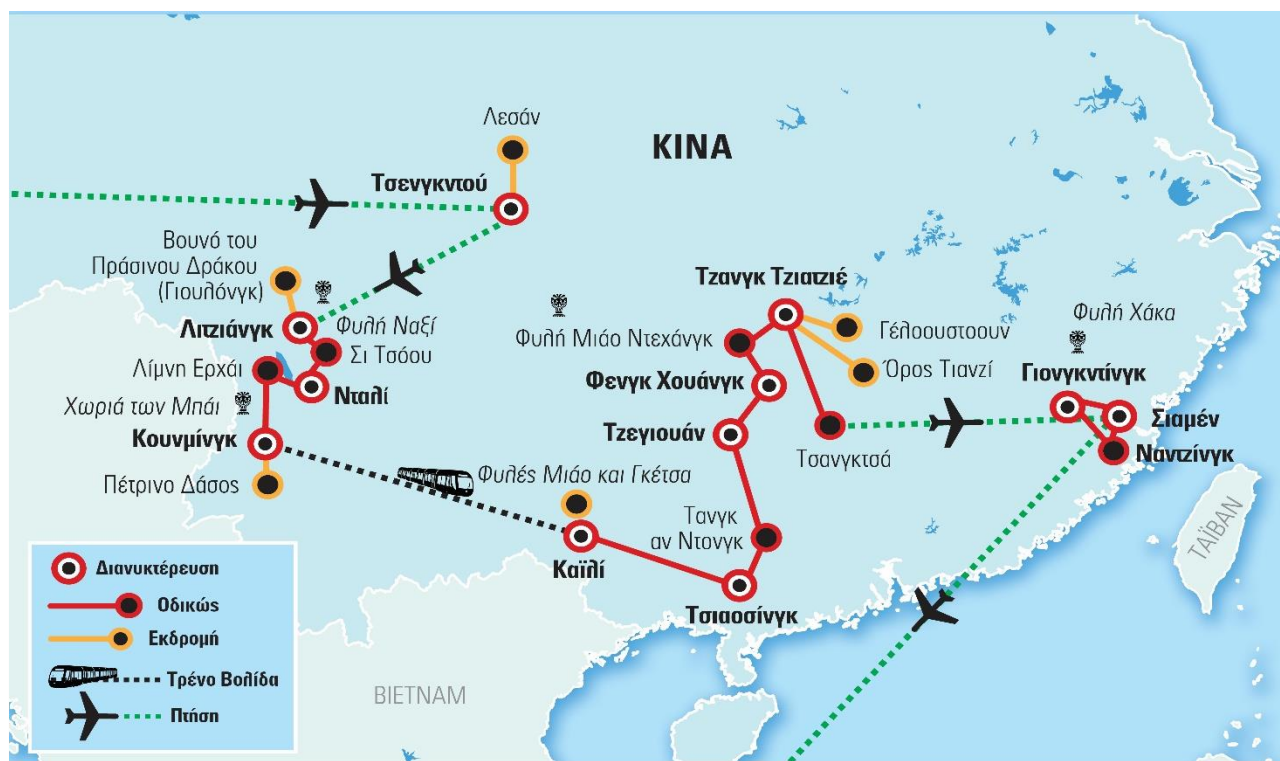 Λεσάν
ΚΙΝΑ
Τσενγκντού
Βουνό του
Πράσινου Δράκου
(Γιουλόνγκ)
Λιτζιάνγκ
Φυλή Ναξί
Σι Τσόου
Λίμνη Ερχάι
Νταλί
Χωριά των Μπάι
Κουνμίνγκ
Πέτρινο Δάσος
Φυλές Μιάο και Γκέτσα
Καϊλί
Τσιαοσίνγκ
Τανγκ
αν Ντονγκ
Τζεγιουάν
Φενγκ Χουάνγκ
Φυλή Μιάο Ντεχάνγκ
Τζανγκ Τζιατζιέ
Γέλοουστοουν
Όρος Τιανζί
Τσανγκτσά
Φυλή Χάκα
Γιονγκντίνγκ
Σιαμέν
Ναντζίνγκ
ΤΑΪΒΑΝ
ΒΙΕΤΝΑΜ
Διανυκτέρευση
Οδικώς
Εκδρομή
Τρένο Βολίδα
Πτήση